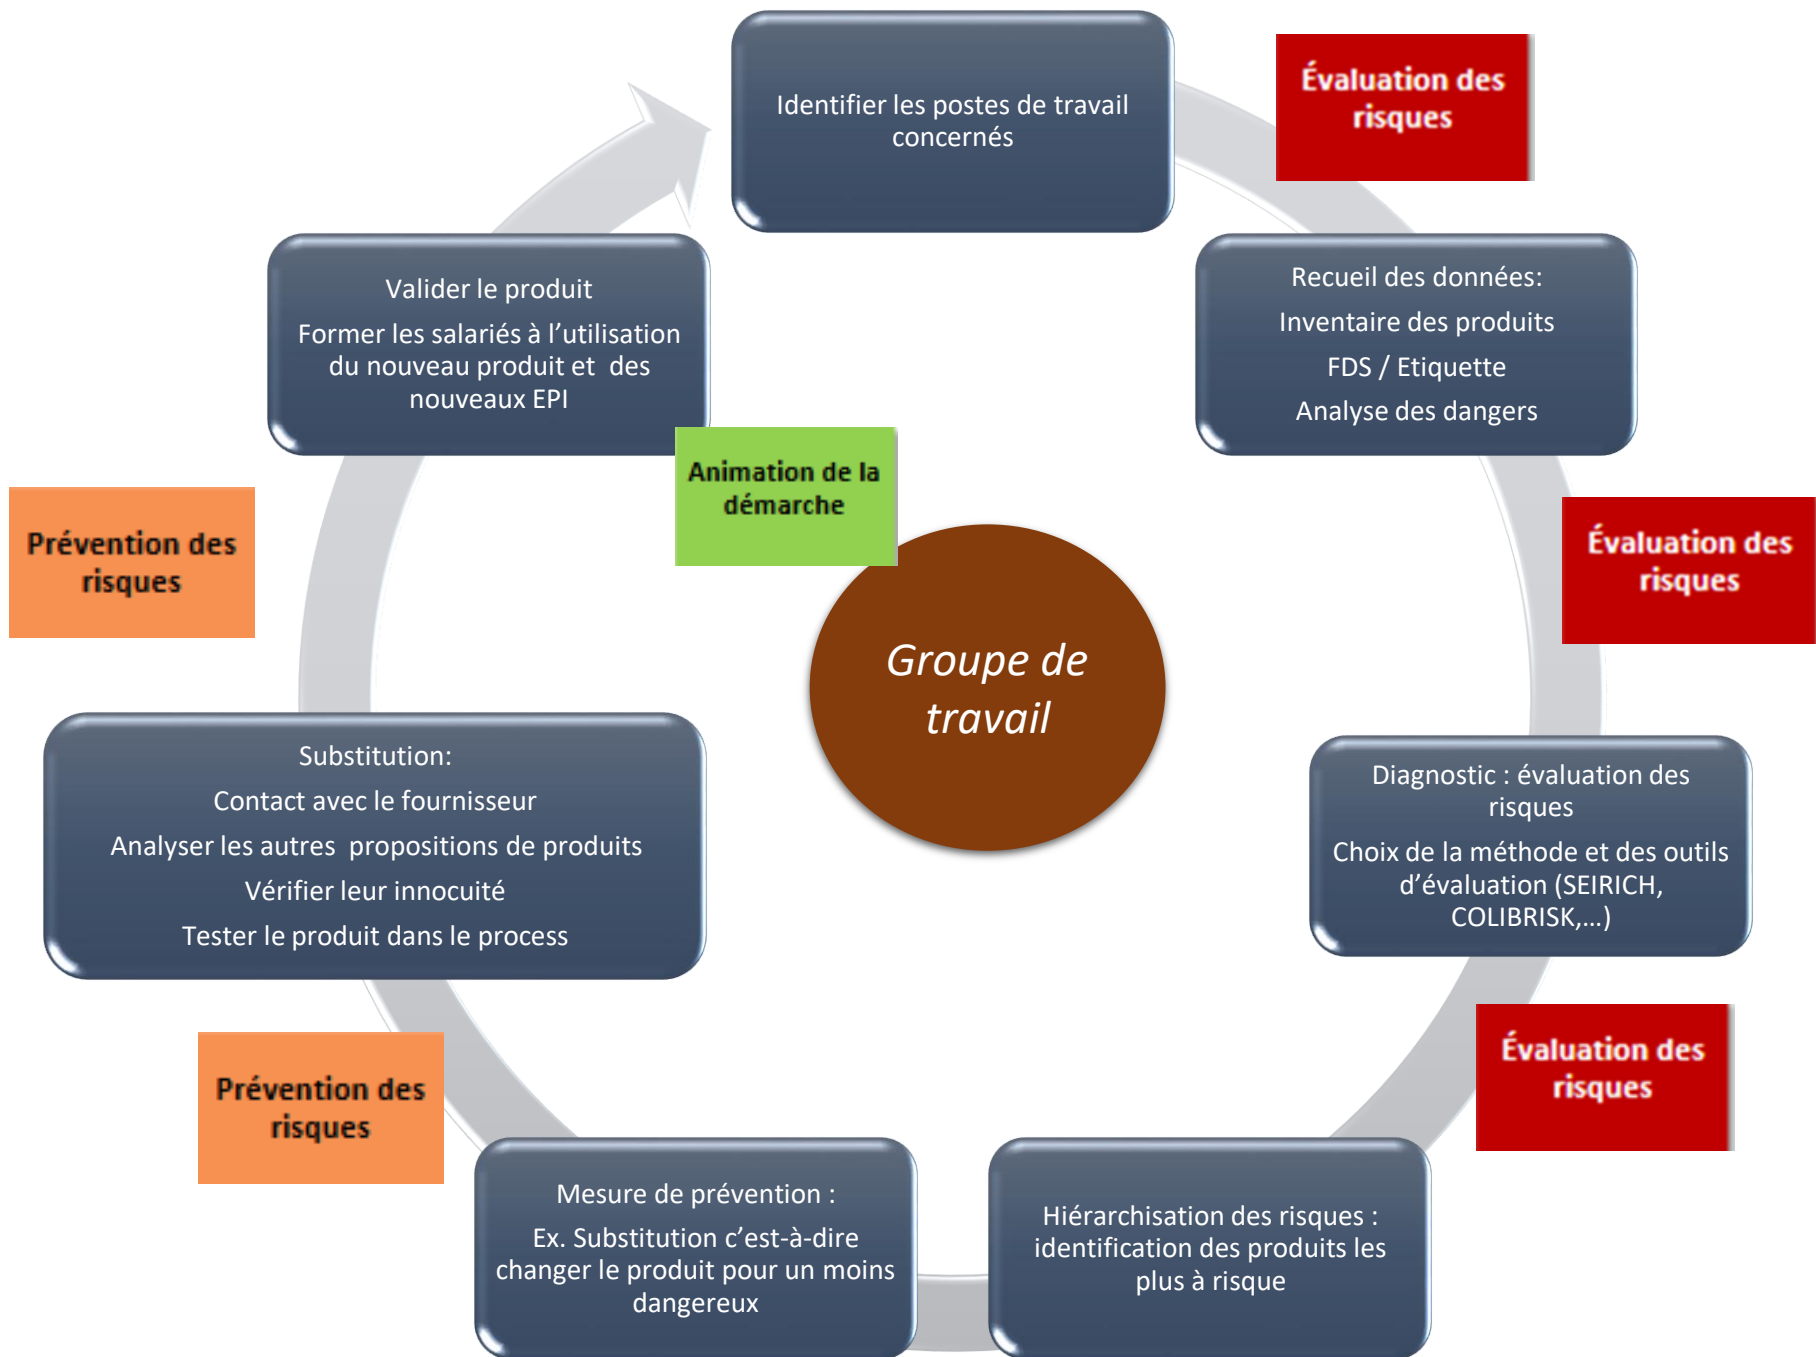 Identifier les postes de travail
concernés
Évaluation des
risques
Recueil des données:
Inventaire des produits
FDS / Etiquette
Analyse des dangers
Évaluation des
risques
Diagnostic : évaluation des
risques
Choix de la méthode et des outils
d’évaluation (SEIRICH,
COLIBRISK,…)
Évaluation des
risques
Hiérarchisation des risques :
identification des produits les
plus à risque
Mesure de prévention :
Ex. Substitution c’est-à-dire
changer le produit pour un moins
dangereux
Prévention des
risques
Substitution:
Contact avec le fournisseur
Analyser les autres  propositions de produits
Vérifier leur innocuité
Tester le produit dans le process
Prévention des
risques
Valider le produit
Former les salariés à l’utilisation
du nouveau produit et  des
nouveaux EPI
Animation de la
démarche
Groupe de
travail